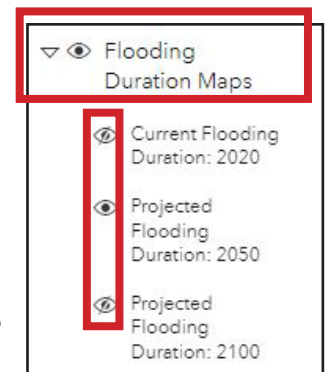 Flooding
Duration Maps
Current Flooding
Duration: 2020
Projected
Flooding
Duration: 2050
Projected
Flooding
Duration: 2100